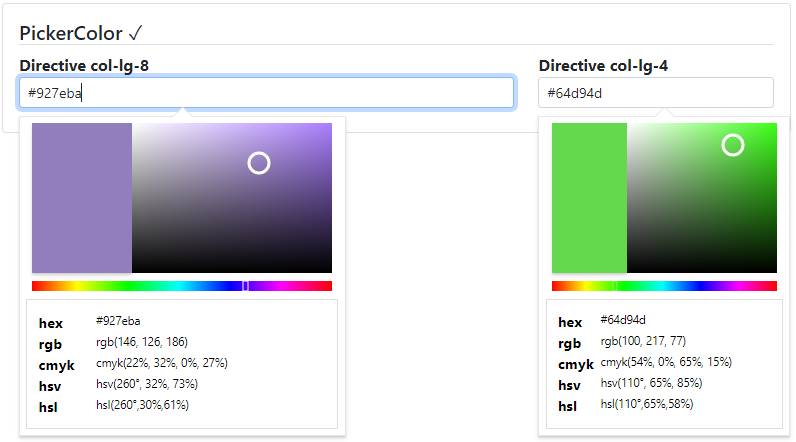 PickerColor ✓
Directive col-lg-8
#927eba
hex #927eba
rgb rgb(146, 126, 186)
cmyk cmyk(22%, 32%, 0%, 27%)
hsv hsv(260°, 32%, 73%)
hsl hsl(260°,30%,61%)
Directive col-lg-4
#64d94d
hex #64d94d
rgb rgb(100, 217, 77)
cmyk cmyk(54%, 0%, 65%, 15%)
hsv hsv(110°, 65%, 85%)
hsl hsl(110°,65%,58%)